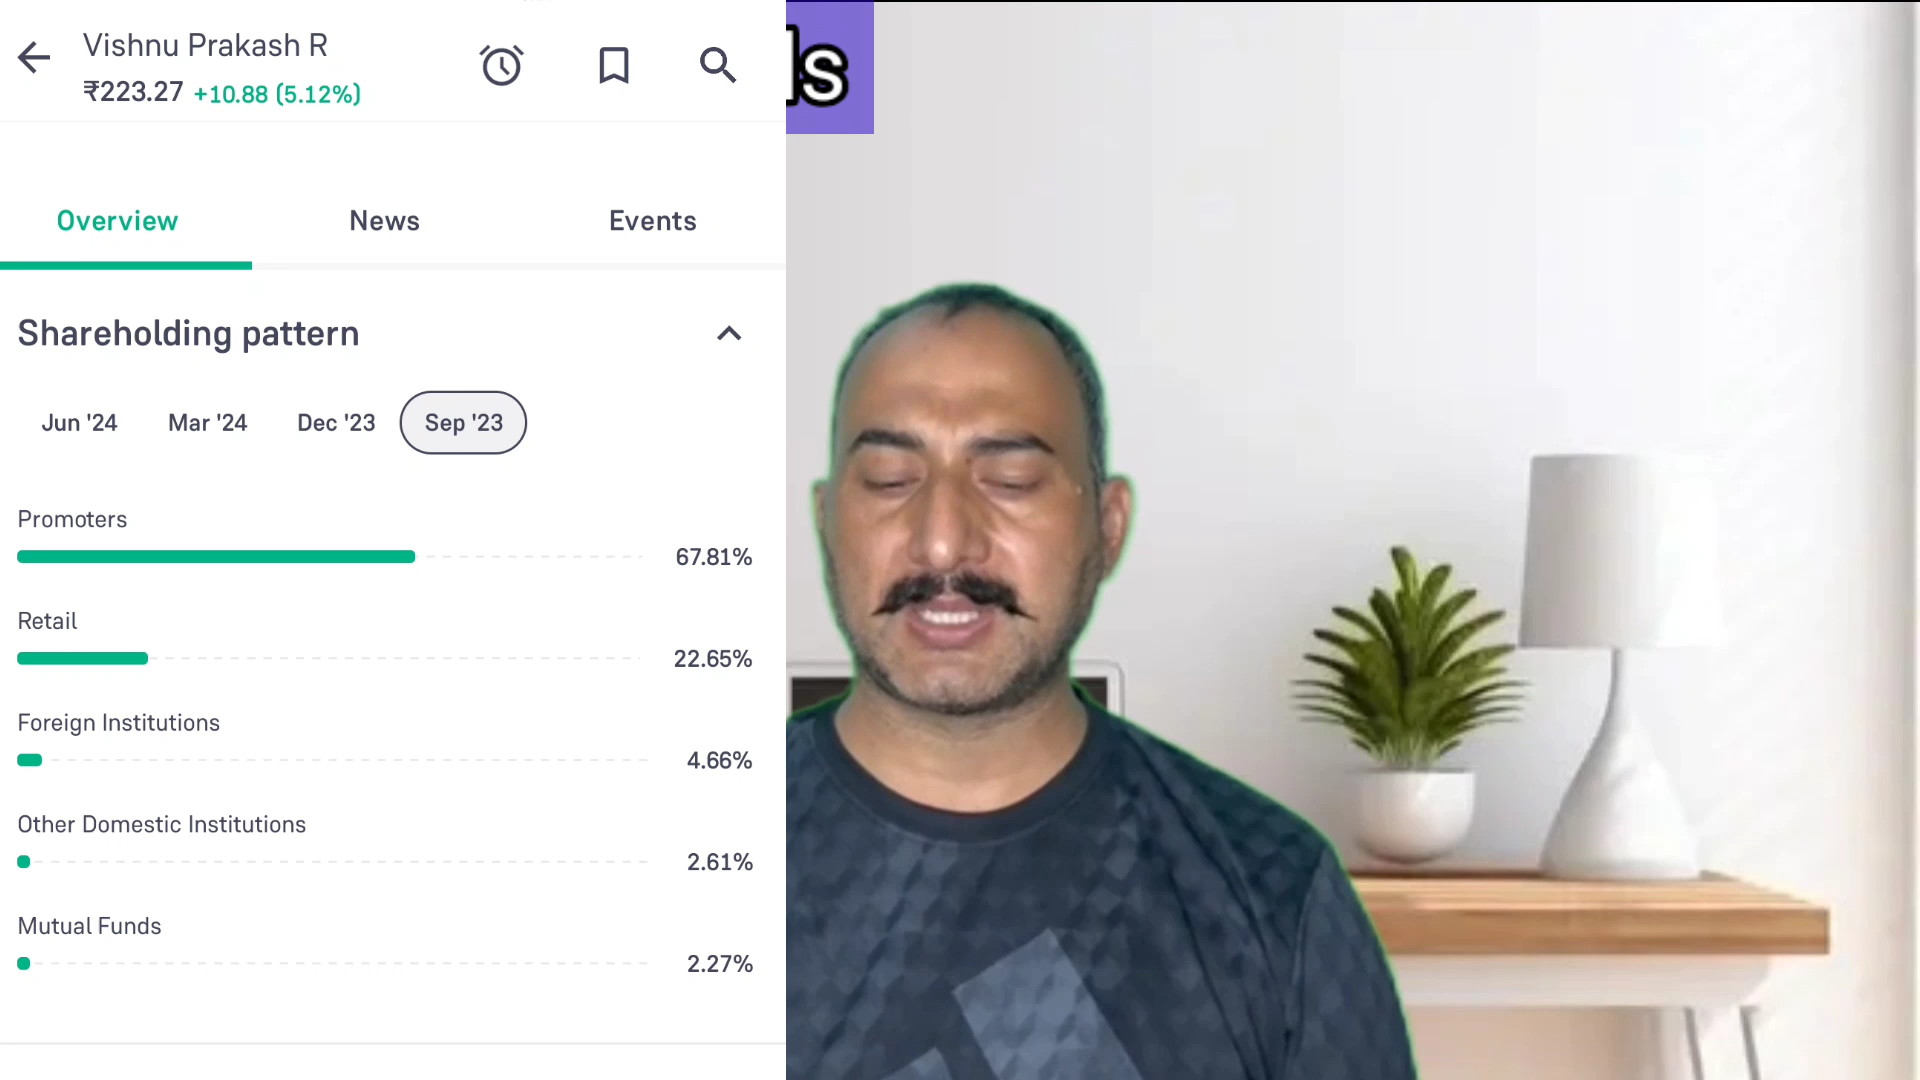 Vishnu Prakash R
₹223.27 +10.88 (5.12%)
Overview News Events
Shareholding pattern
Jun '24 Mar '24 Dec '23 Sep '23
Promoters
67.81%
Retail
22.65%
Foreign Institutions
4.66%
Other Domestic Institutions
2.61%
Mutual Funds
2.27%